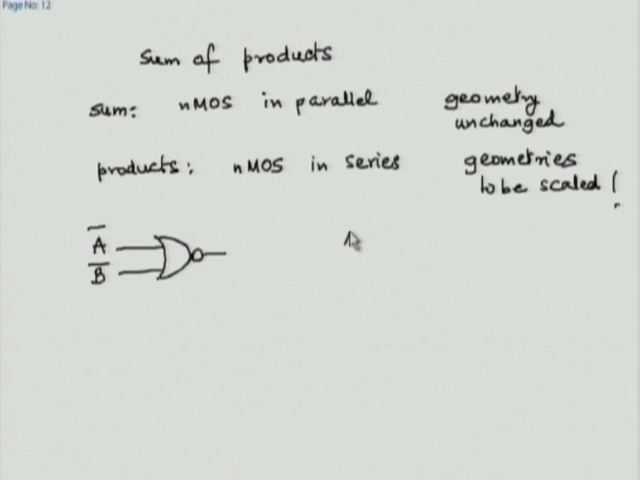 Page No: 12
Sum of products
sum: nMOS in parallel geometry unchanged
products: nMOS in series geometries to be scaled !
A̅
B̅